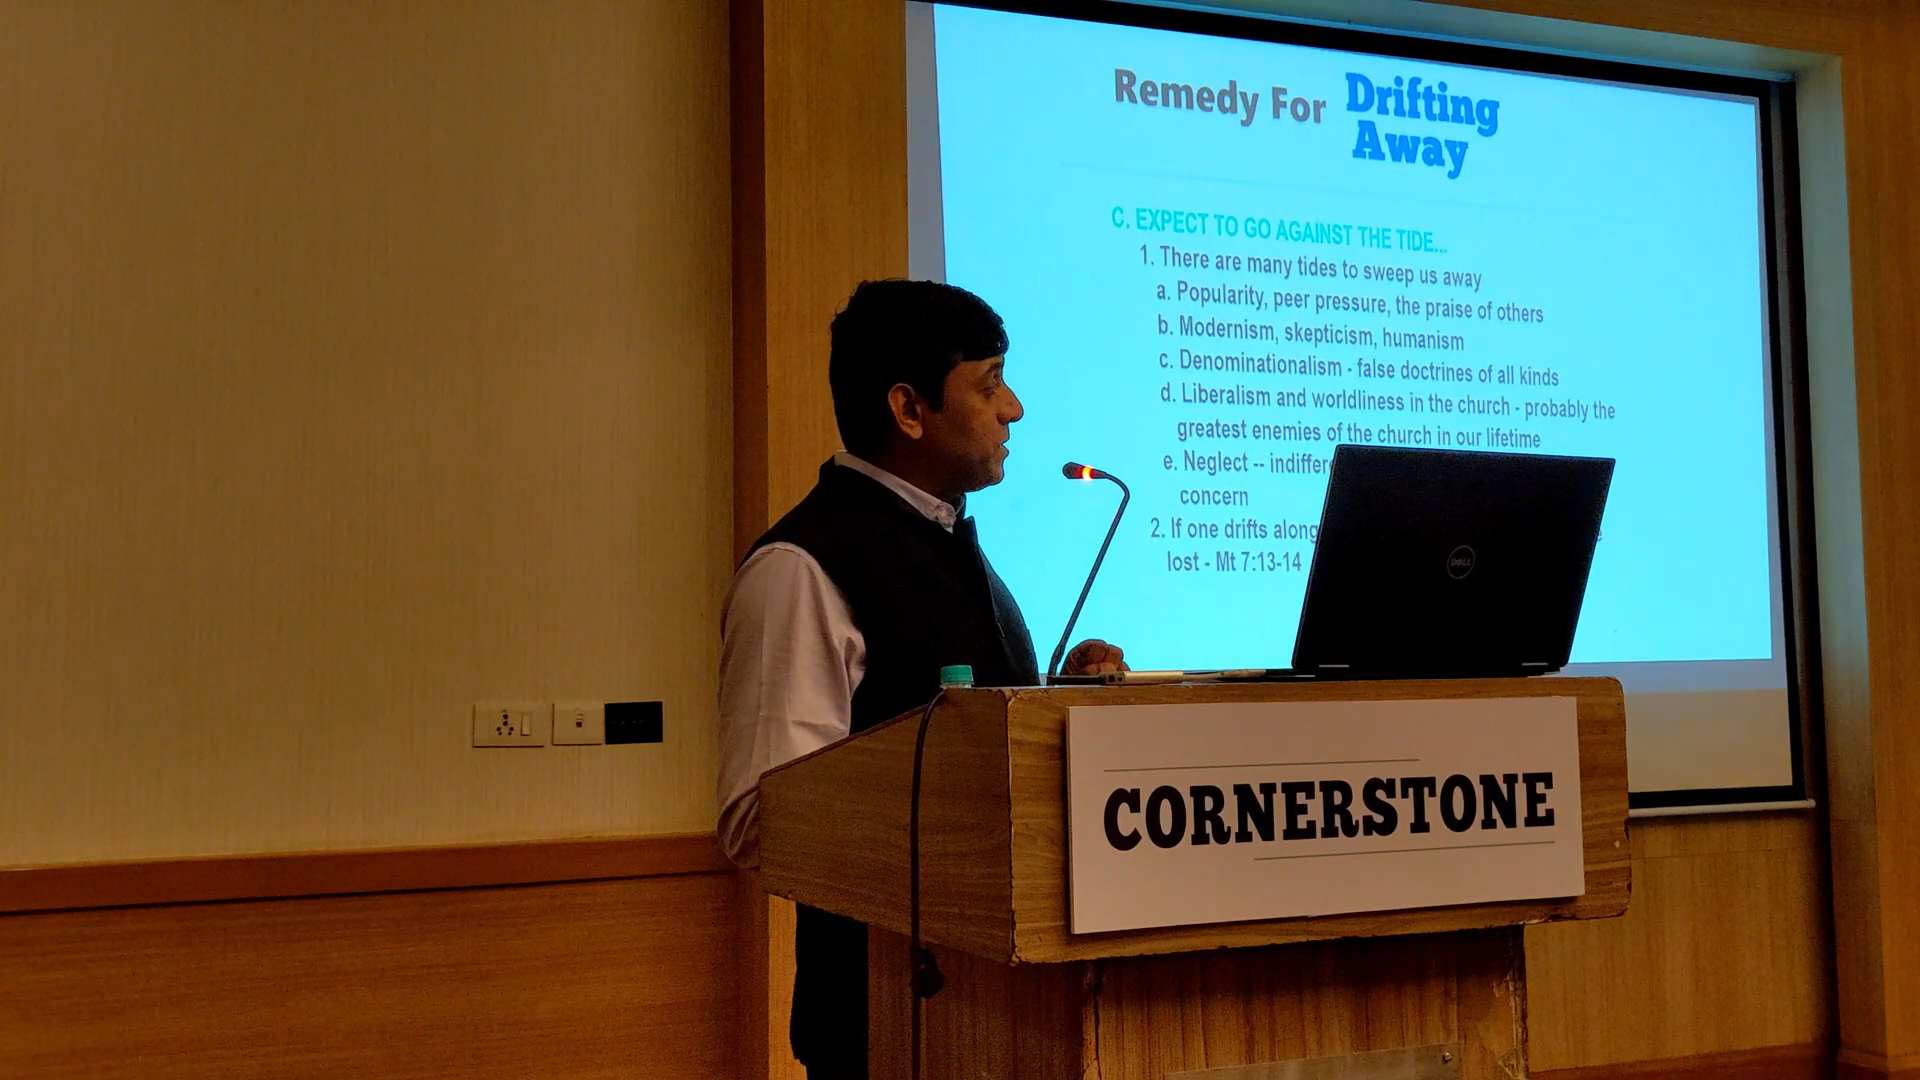 Remedy For Drifting
Away
C. EXPECT TO GO AGAINST THE TIDE...
1. There are many tides to sweep us away
a. Popularity, peer pressure, the praise of others
b. Modernism, skepticism, humanism
c. Denominationalism - false doctrines of all kinds
d. Liberalism and worldliness in the church - probably the
greatest enemies of the church in our lifetime
e. Neglect -- 
concern
2. If one drifts along
lost - Mt 7:13-14
DELL
CORNERSTONE